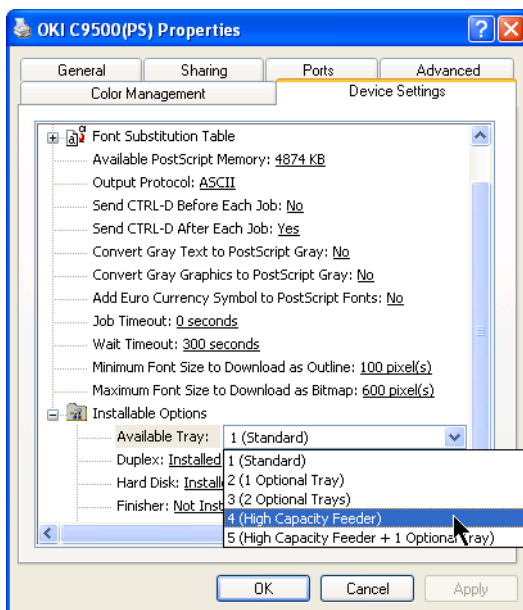 OKI C9500(PS) Properties
General Sharing Ports Advanced
Color Management Device Settings
Font Substitution Table
Available PostScript Memory: 4874 KB
Output Protocol: ASCII
Send CTRL-D Before Each Job: No
Send CTRL-D After Each Job: Yes
Convert Gray Text to PostScript Gray: No
Convert Gray Graphics to PostScript Gray: No
Add Euro Currency Symbol to PostScript Fonts: No
Job Timeout: 0 seconds
Wait Timeout: 300 seconds
Minimum Font Size to Download as Outline: 100 pixel(s)
Maximum Font Size to Download as Bitmap: 600 pixel(s)
Installable Options
Available Tray: 1 (Standard)
Duplex: Installed 1 (Standard)
Hard Disk: Install 2 (1 Optional Tray)
3 (2 Optional Trays)
Finisher: Not Inst 4 (High Capacity Feeder)
5 (High Capacity Feeder + 1 Optional Tray)
OK Cancel Apply